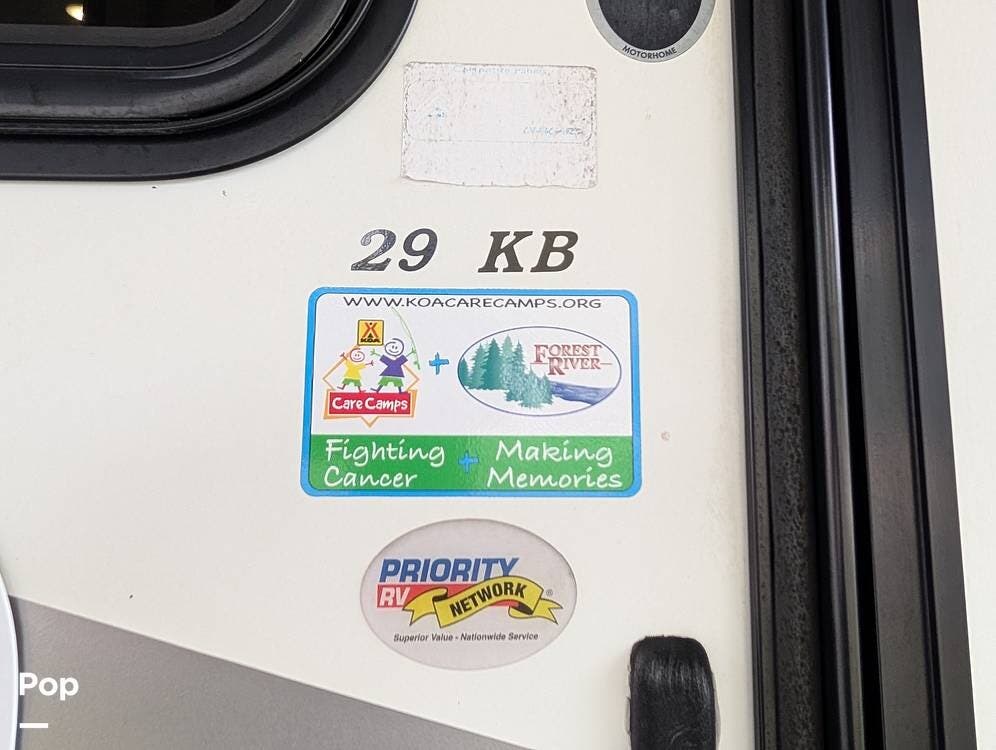 MOTORHOME
29 KB
WWW.KOACARECAMPS.ORG
KOA
Care Camps
+
FOREST
RIVER
Fighting + Making
Cancer Memories
PRIORITY
RV NETWORK®
Superior Value - Nationwide Service
Pop